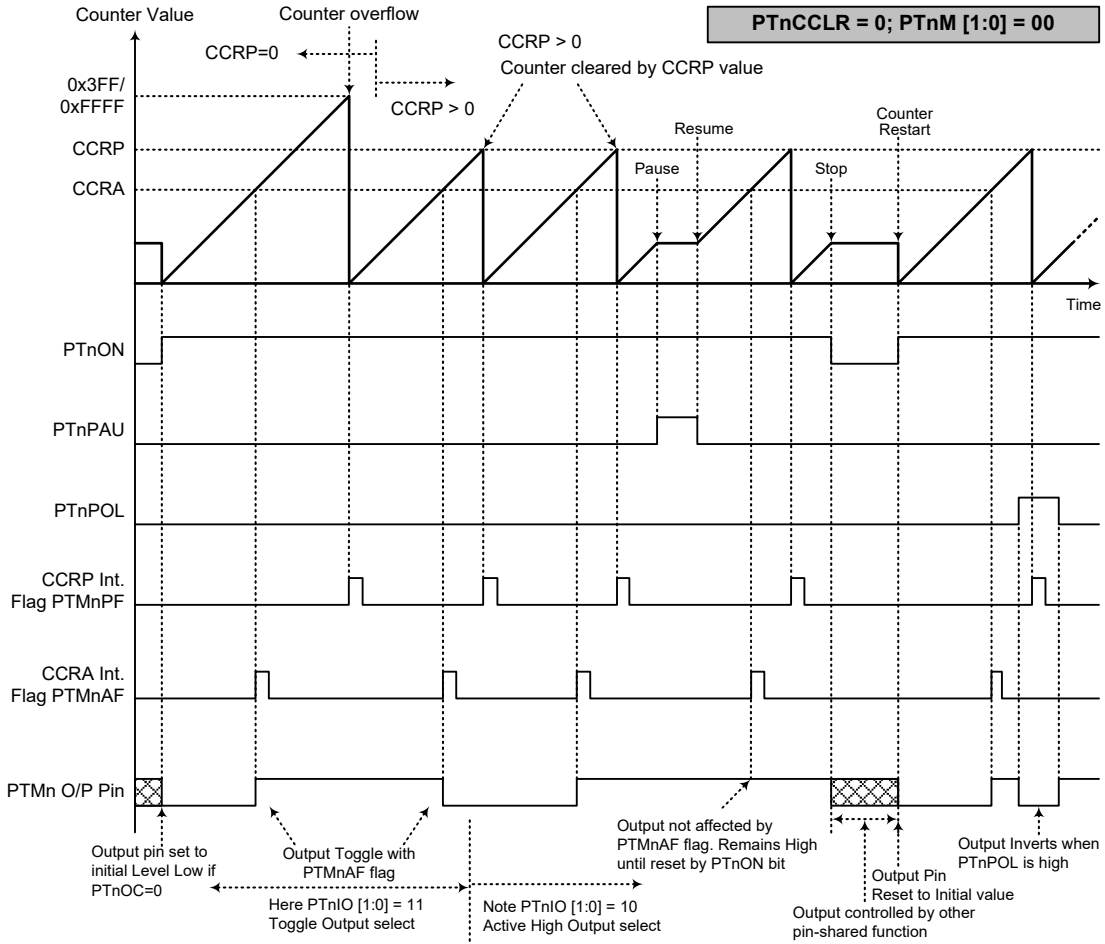 Counter Value
Counter overflow
PTnCCLR = 0; PTnM [1:0] = 00
CCRP=0
CCRP > 0
CCRP > 0
Counter cleared by CCRP value
0x3FF/
0xFFFF
CCRP
CCRA
Pause
Resume
Stop
Counter
Restart
Time
PTnON
PTnPAU
PTnPOL
CCRP Int.
Flag PTMnPF
CCRA Int.
Flag PTMnAF
PTMn O/P Pin
Output pin set to
initial Level Low if
PTnOC=0
Output Toggle with
PTMnAF flag
Here PTnIO [1:0] = 11
Toggle Output select
Note PTnIO [1:0] = 10
Active High Output select
Output not affected by
PTMnAF flag. Remains High
until reset by PTnON bit
Output Pin
Reset to Initial value
Output controlled by other
pin-shared function
Output Inverts when
PTnPOL is high